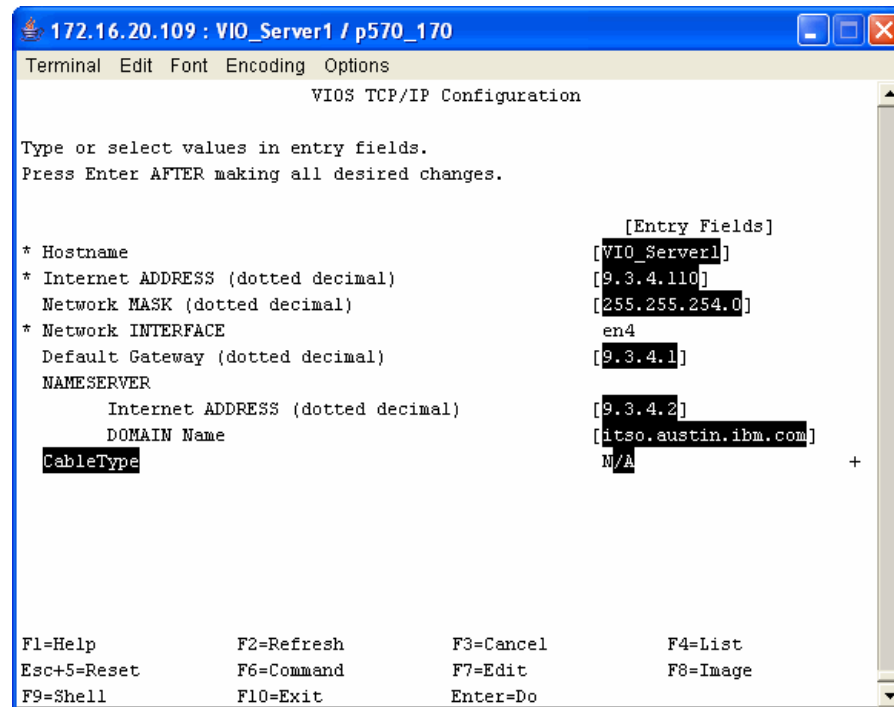 172.16.20.109 : VIO_Server1 / p570_170
Terminal Edit Font Encoding Options
VIOS TCP/IP Configuration
Type or select values in entry fields.
Press Enter AFTER making all desired changes.
[Entry Fields]
* Hostname [VIO_Server1]
* Internet ADDRESS (dotted decimal) [9.3.4.110]
Network MASK (dotted decimal) [255.255.254.0]
* Network INTERFACE en4
Default Gateway (dotted decimal) [9.3.4.1]
NAMESERVER
Internet ADDRESS (dotted decimal) [9.3.4.2]
DOMAIN Name [itso.austin.ibm.com]
CableType N/A +
F1=Help F2=Refresh F3=Cancel F4=List
Esc+5=Reset F6=Command F7=Edit F8=Image
F9=Shell F10=Exit Enter=Do